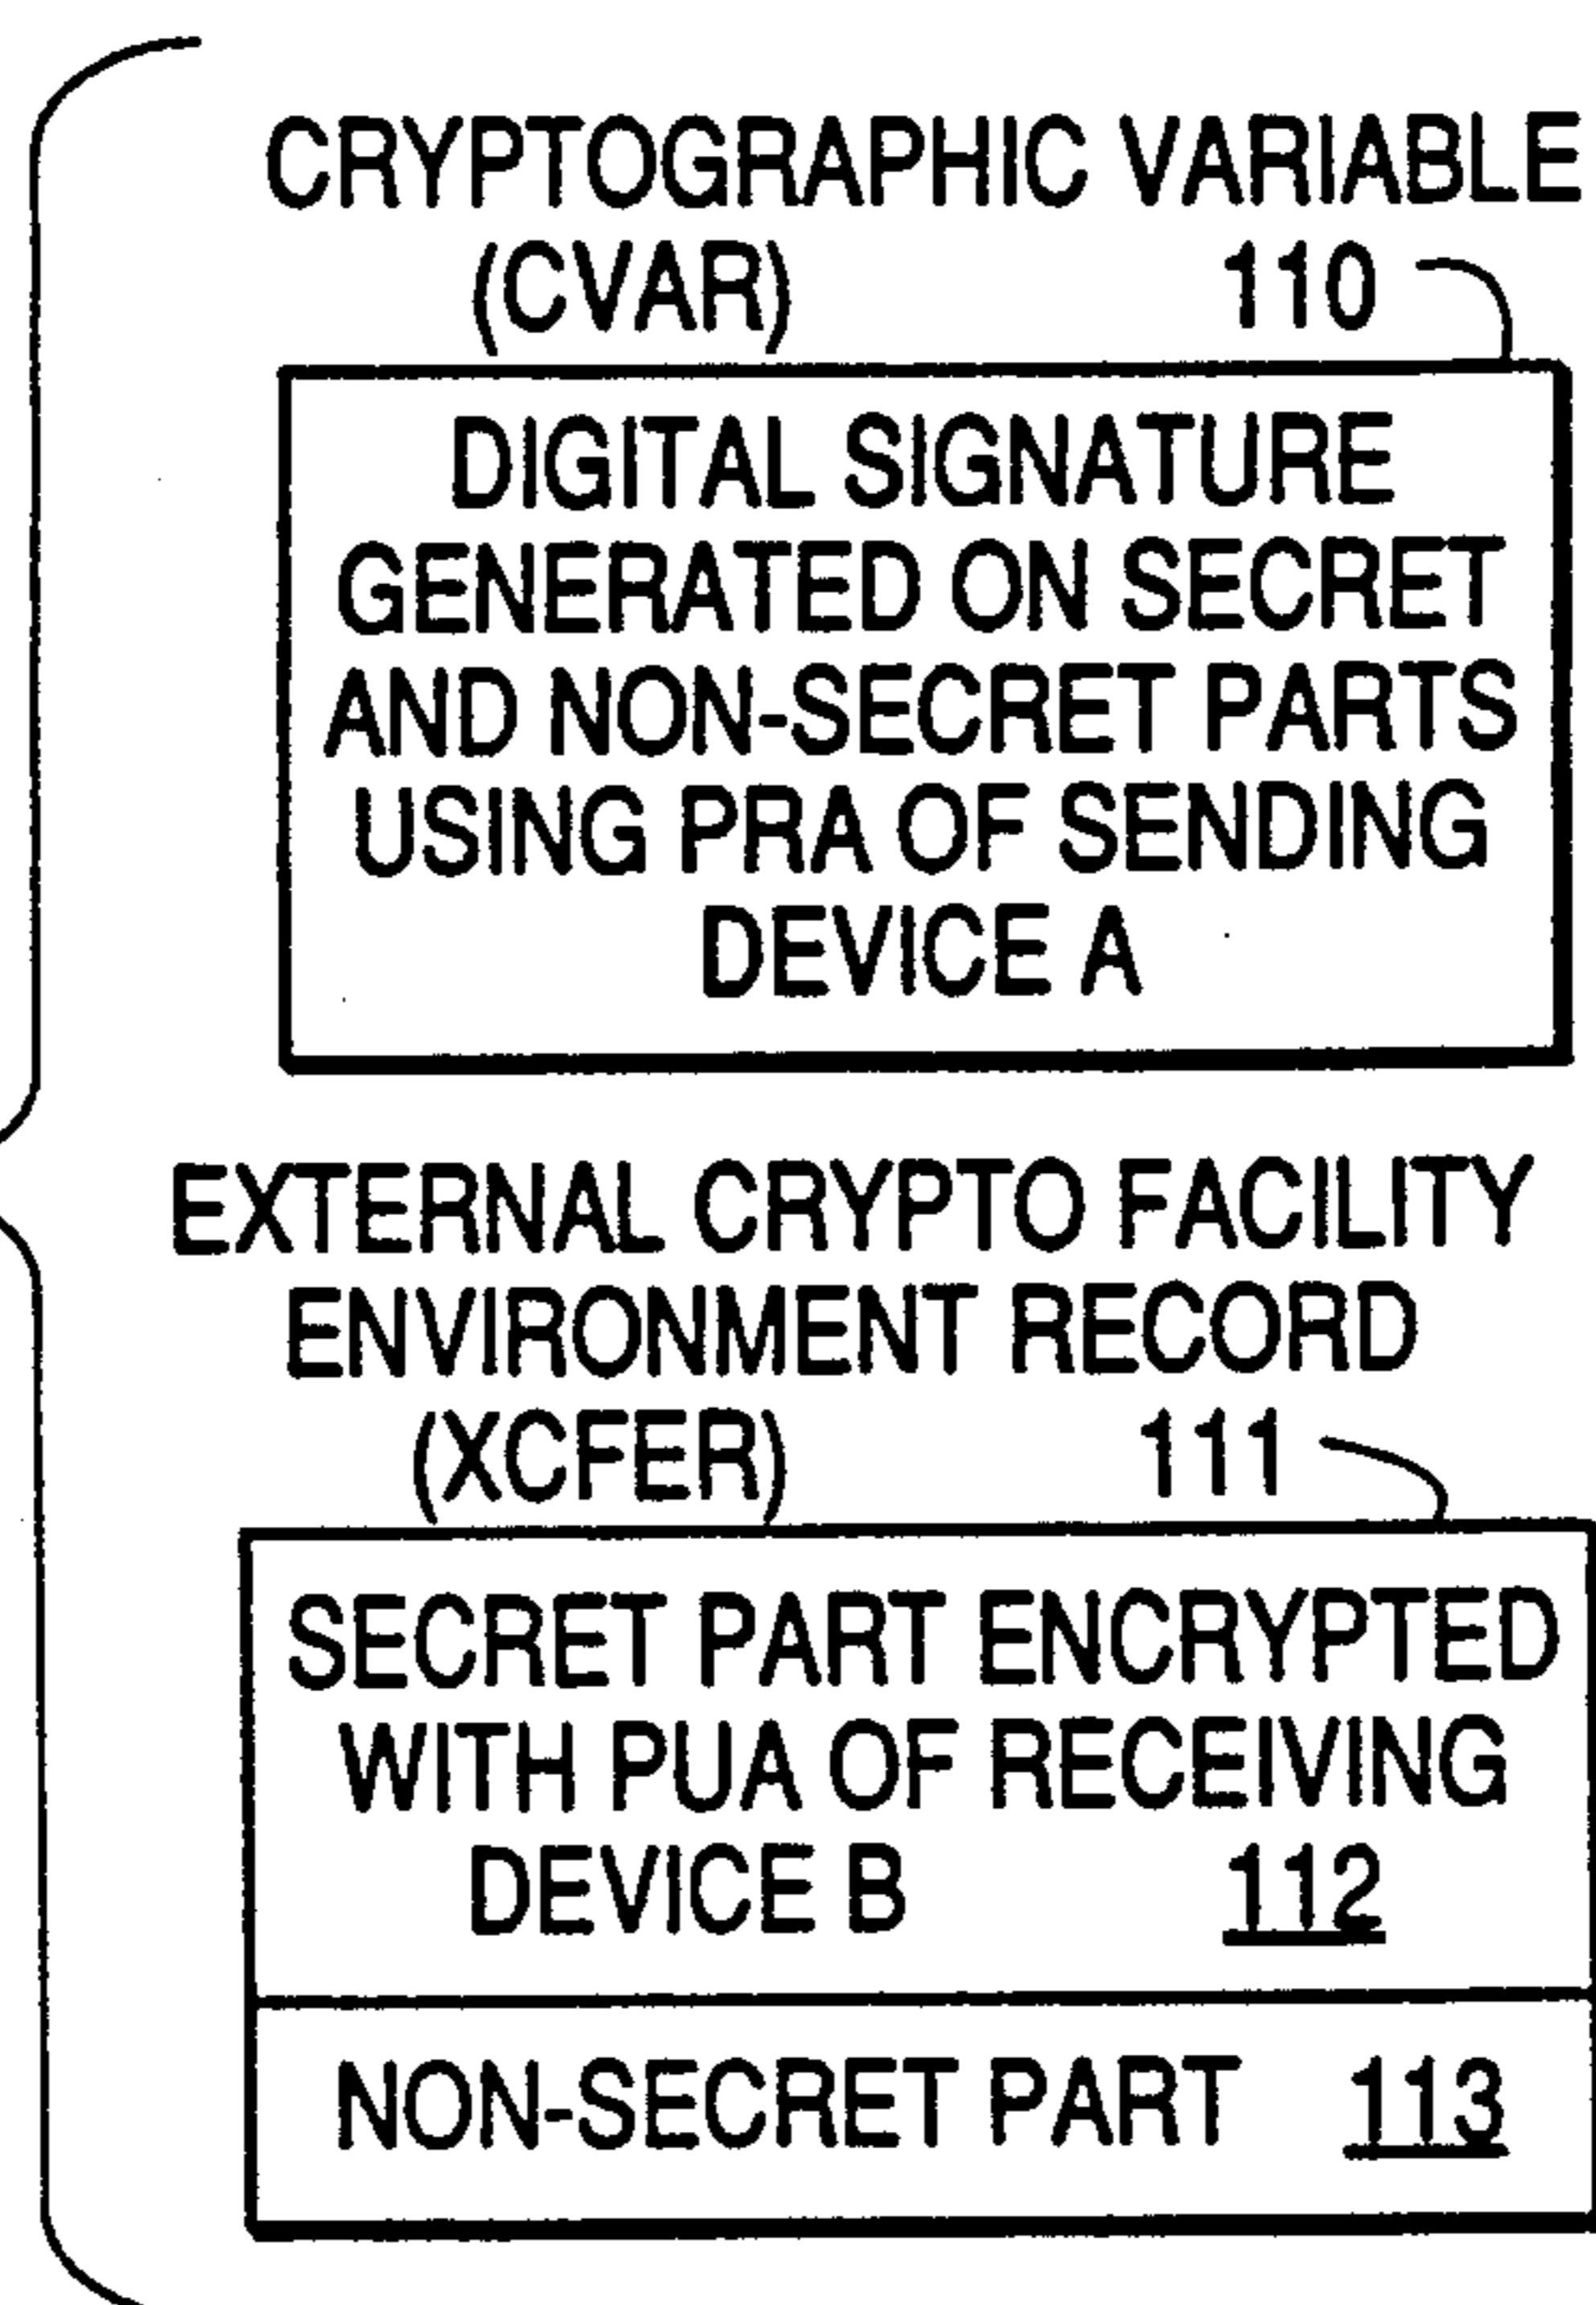 CRYPTOGRAPHIC VARIABLE
(CVAR) 110
DIGITAL SIGNATURE
GENERATED ON SECRET
AND NON-SECRET PARTS
USING PRA OF SENDING
DEVICE A
EXTERNAL CRYPTO FACILITY
ENVIRONMENT RECORD
(XCFER) 111
SECRET PART ENCRYPTED
WITH PUA OF RECEIVING
DEVICE B 112
NON-SECRET PART 113